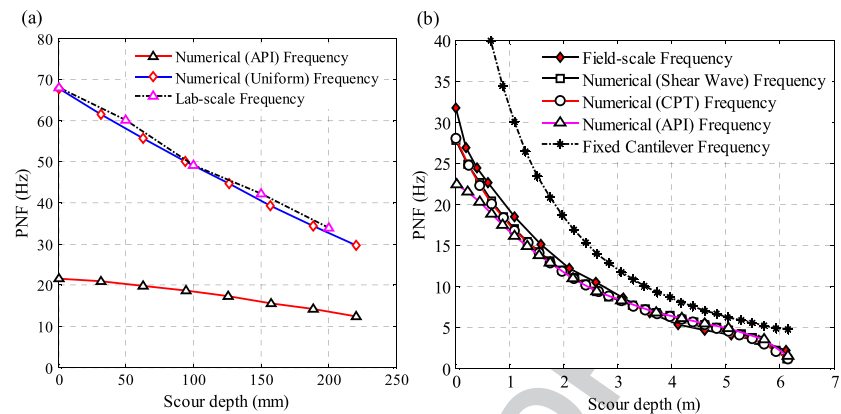 (a)
80
70
60
50
40
30
20
10
0
PNF (Hz)
Numerical (API) Frequency
Numerical (Uniform) Frequency
Lab-scale Frequency
0 50 100 150 200 250
Scour depth (mm)
(b)
40
35
30
25
20
15
10
5
0
PNF (Hz)
Field-scale Frequency
Numerical (Shear Wave) Frequency
Numerical (CPT) Frequency
Numerical (API) Frequency
Fixed Cantilever Frequency
0 1 2 3 4 5 6 7
Scour depth (m)